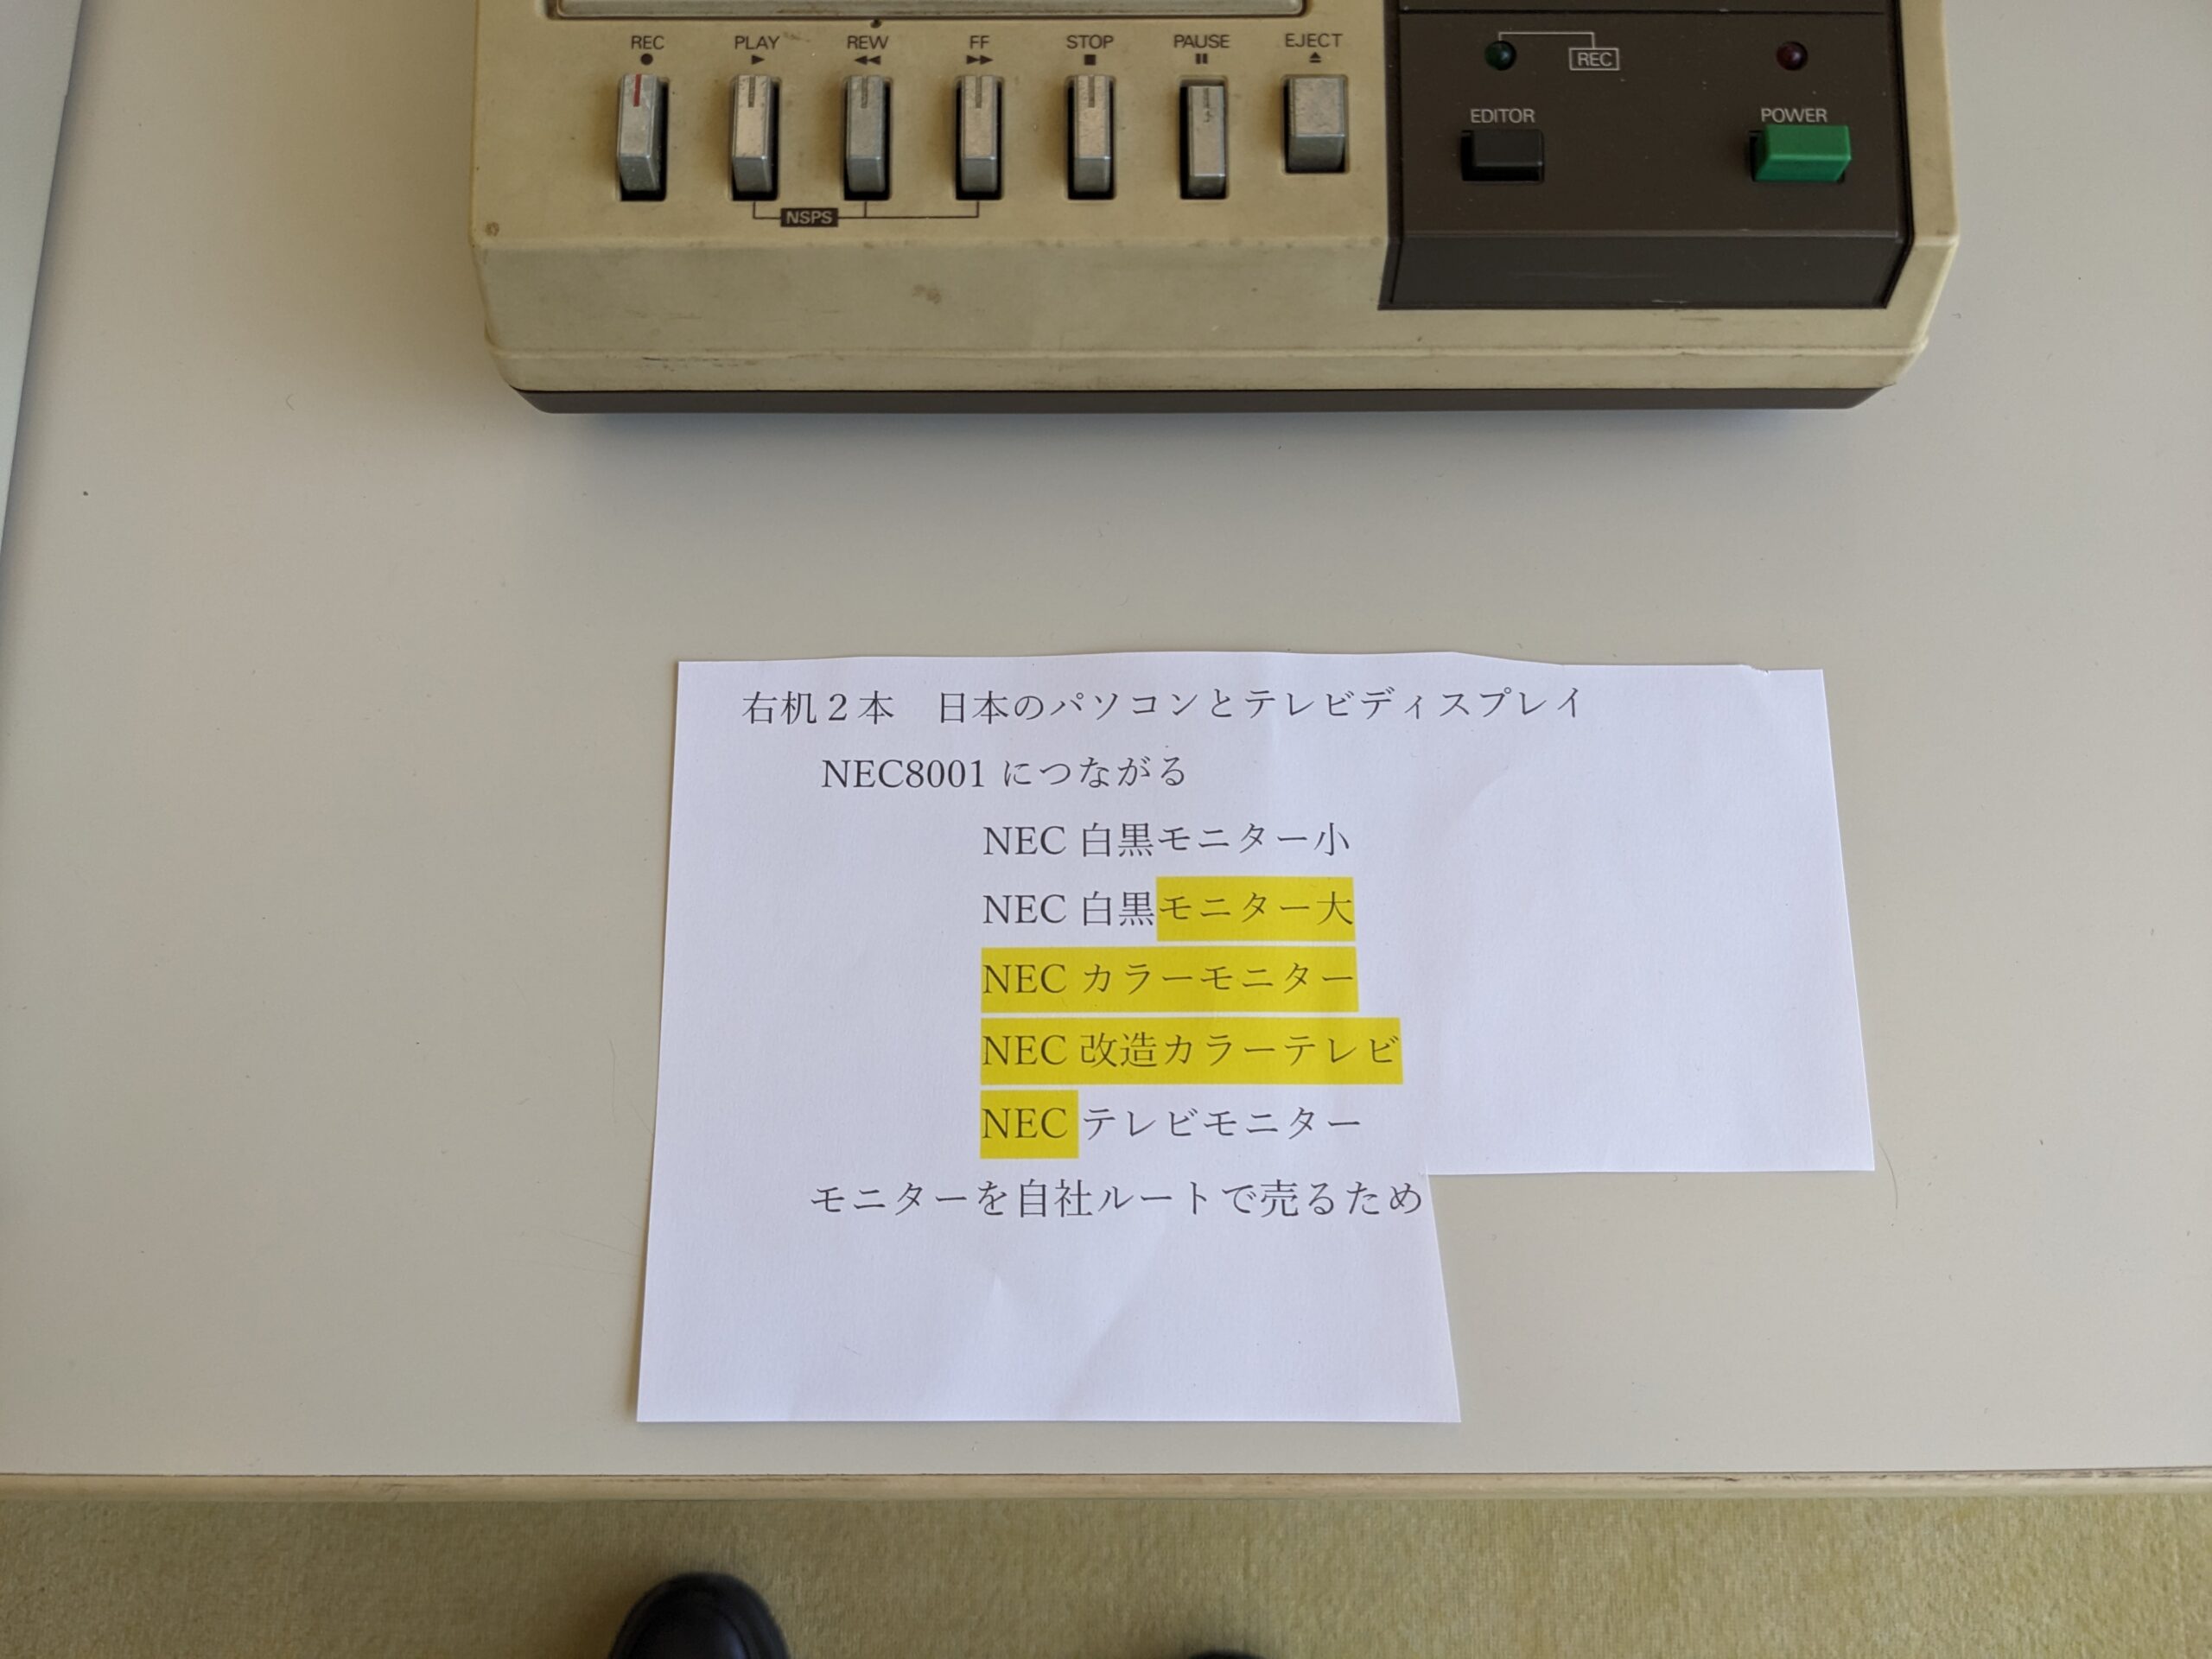 REC PLAY REW FF STOP PAUSE EJECT
REC
EDITOR POWER
NSPS
右机２本　日本のパソコンとテレビディスプレイ
NEC8001 につながる
NEC 白黒モニター小
NEC 白黒モニター大
NEC カラーモニター
NEC 改造カラーテレビ
NEC テレビモニター
モニターを自社ルートで売るため